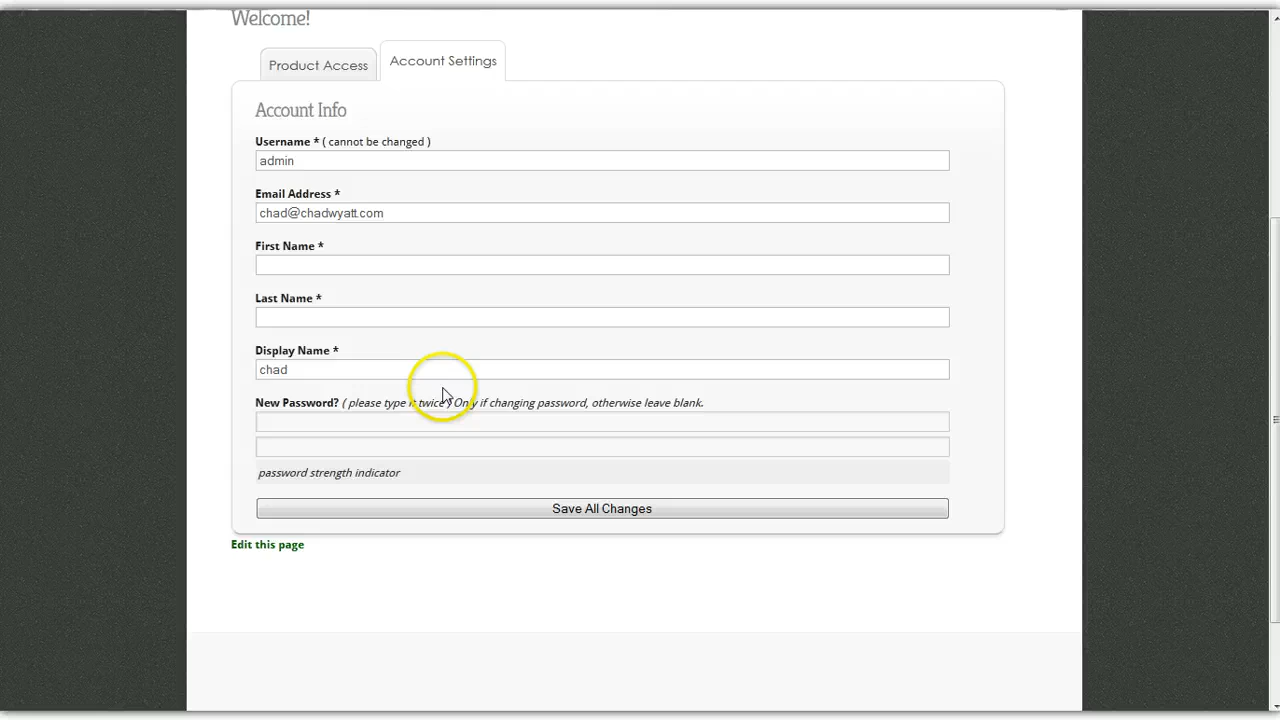 Welcome!
Product Access
Account Settings
Account Info
Username * ( cannot be changed )
admin
Email Address *
chad@chadwyatt.com
First Name *
Last Name *
Display Name *
chad
New Password? ( please type it twice ) Only if changing password, otherwise leave blank.
password strength indicator
Save All Changes
Edit this page